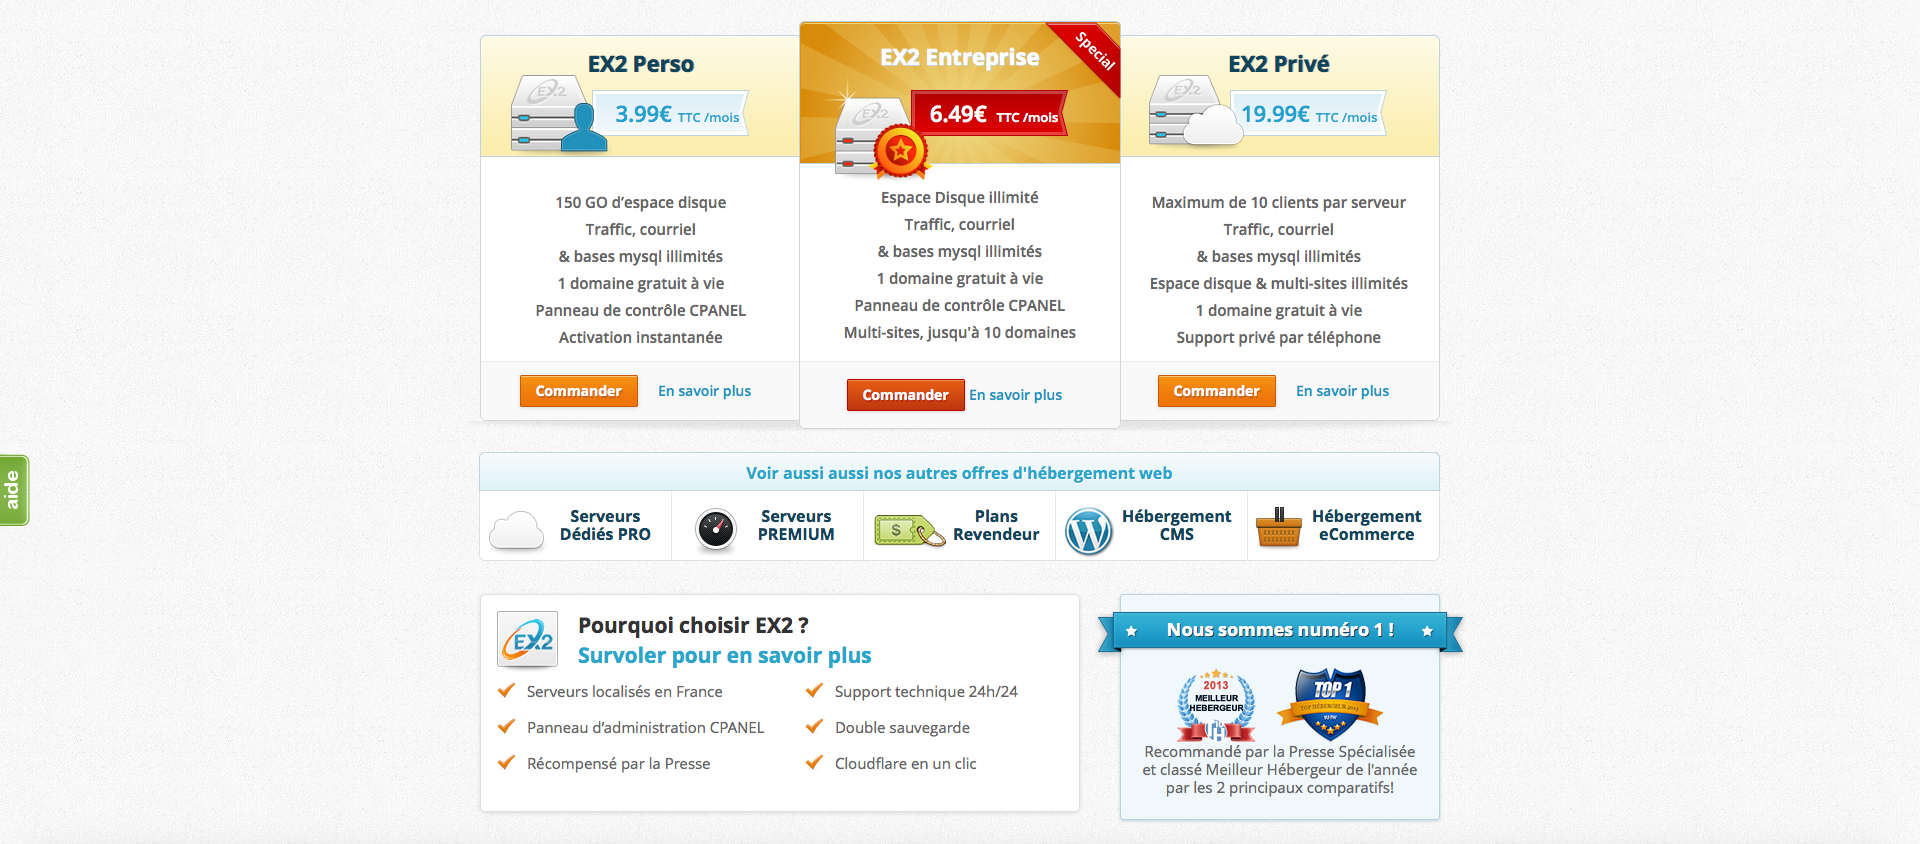 EX2 Perso
EX2
3.99€ TTC /mois
150 GO d’espace disque
Traffic, courriel
& bases mysql illimités
1 domaine gratuit à vie
Panneau de contrôle CPANEL
Activation instantanée
Commander
En savoir plus
EX2 Entreprise
Special
EX2
6.49€ TTC /mois
Espace Disque illimité
Traffic, courriel
& bases mysql illimités
1 domaine gratuit à vie
Panneau de contrôle CPANEL
Multi-sites, jusqu'à 10 domaines
Commander
En savoir plus
EX2 Privé
EX2
19.99€ TTC /mois
Maximum de 10 clients par serveur
Traffic, courriel
& bases mysql illimités
Espace disque & multi-sites illimités
1 domaine gratuit à vie
Support privé par téléphone
Commander
En savoir plus
aide
Voir aussi aussi nos autres offres d'hébergement web
Serveurs
Dédiés PRO
Serveurs
PREMIUM
$
Plans
Revendeur
W
Hébergement
CMS
Hébergement
eCommerce
EX2
Pourquoi choisir EX2 ?
Survoler pour en savoir plus
Serveurs localisés en France
Panneau d’administration CPANEL
Récompensé par la Presse
Support technique 24h/24
Double sauvegarde
Cloudflare en un clic
Nous sommes numéro 1 !
2013
MEILLEUR
HEBERGEUR
TOP 1
TOP HÉBERGEUR 2013
Recommandé par la Presse Spécialisée
et classé Meilleur Hébergeur de l'année
par les 2 principaux comparatifs!